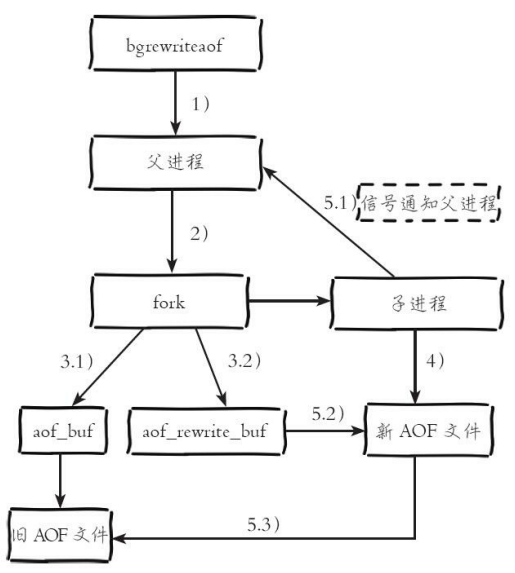 bgrewriteaof
1)
父进程
5.1)
信号通知父进程
2)
fork
子进程
3.1)
3.2)
4)
aof_buf
aof_rewrite_buf
5.2)
新 AOF 文件
旧 AOF 文件
5.3)